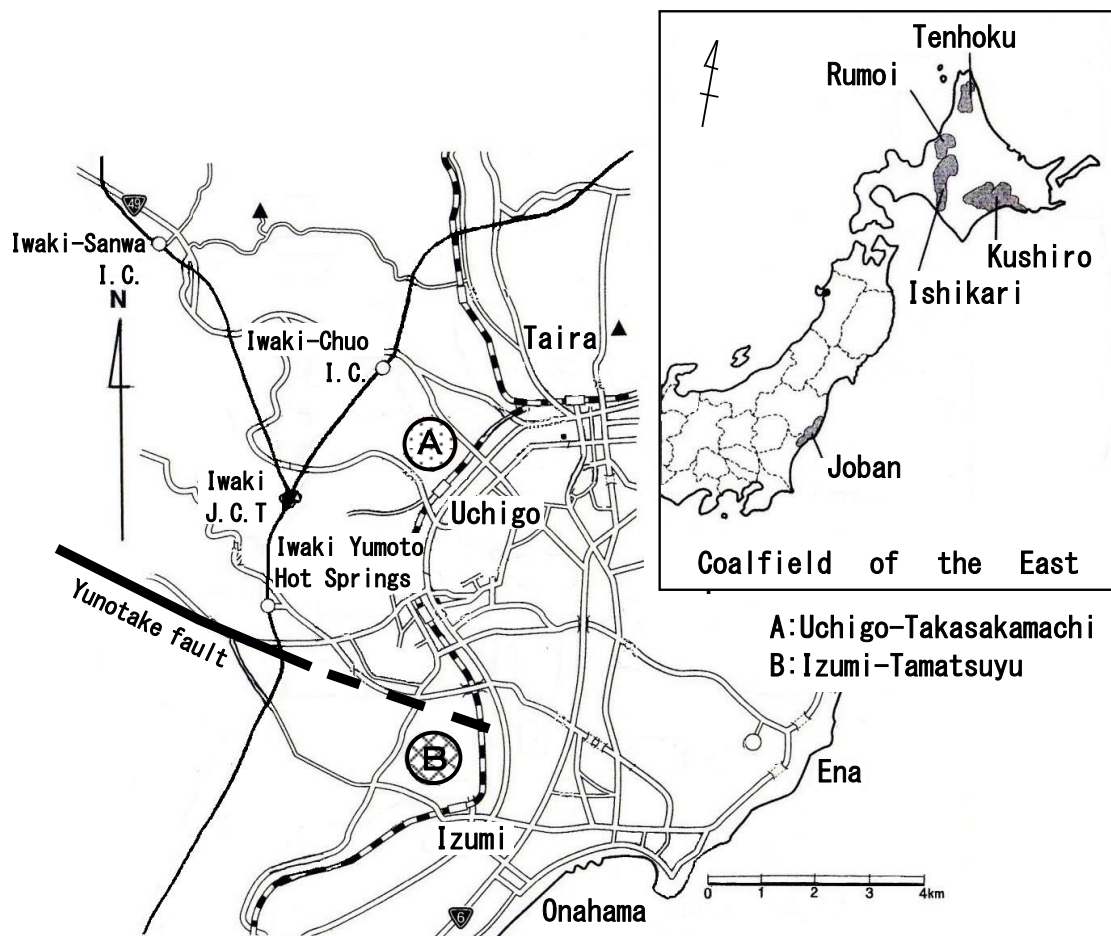 Tenhoku
Rumoi
Kushiro
Ishikari
Joban
Coalfield of the East
49
Iwaki-Sanwa
I.C.
N
Iwaki-Chuo
I.C.
Taira
A
Iwaki
J.C.T
Uchigo
Iwaki Yumoto
Hot Springs
Yunotake fault
A:Uchigo-Takasakamachi
B:Izumi-Tamatsuyu
B
Ena
Izumi
Onahama
6
0 1 2 3 4km